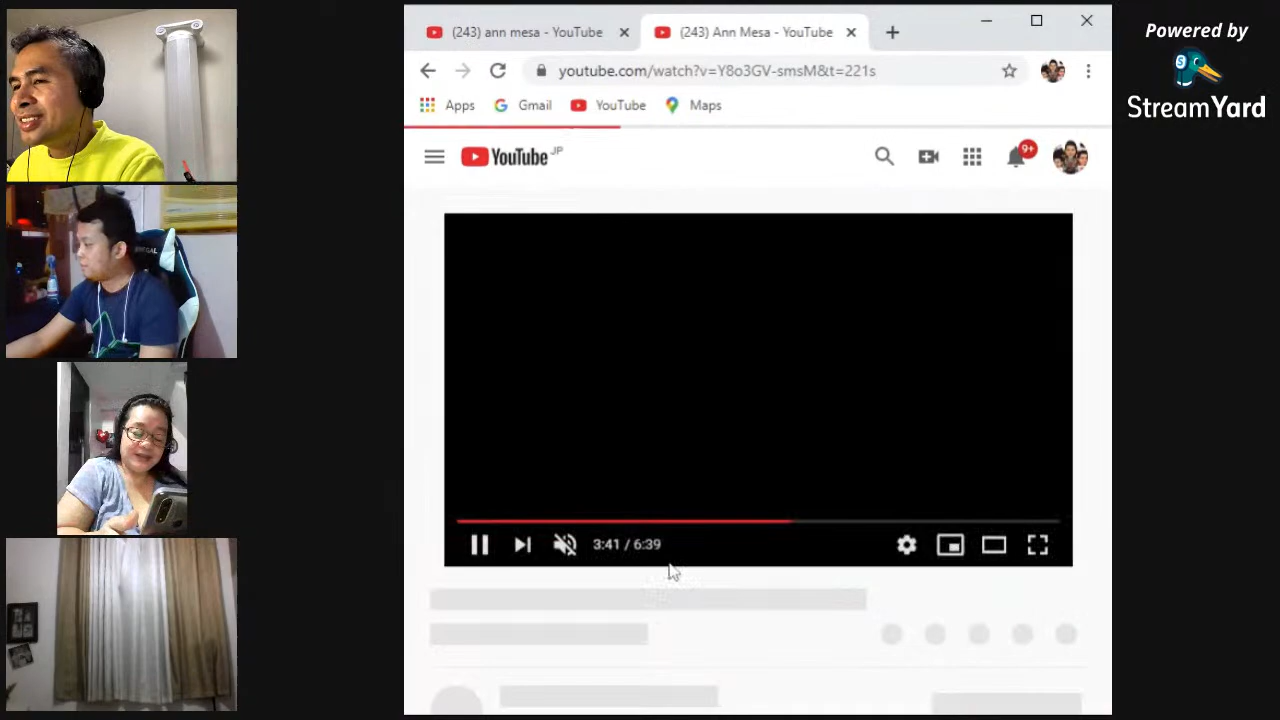 (243) ann mesa - YouTube
(243) Ann Mesa - YouTube
youtube.com/watch?v=Y8o3GV-smsM&t=221s
Apps Gmail YouTube Maps
YouTube JP
9+
3:41 / 6:39
Powered by
StreamYard